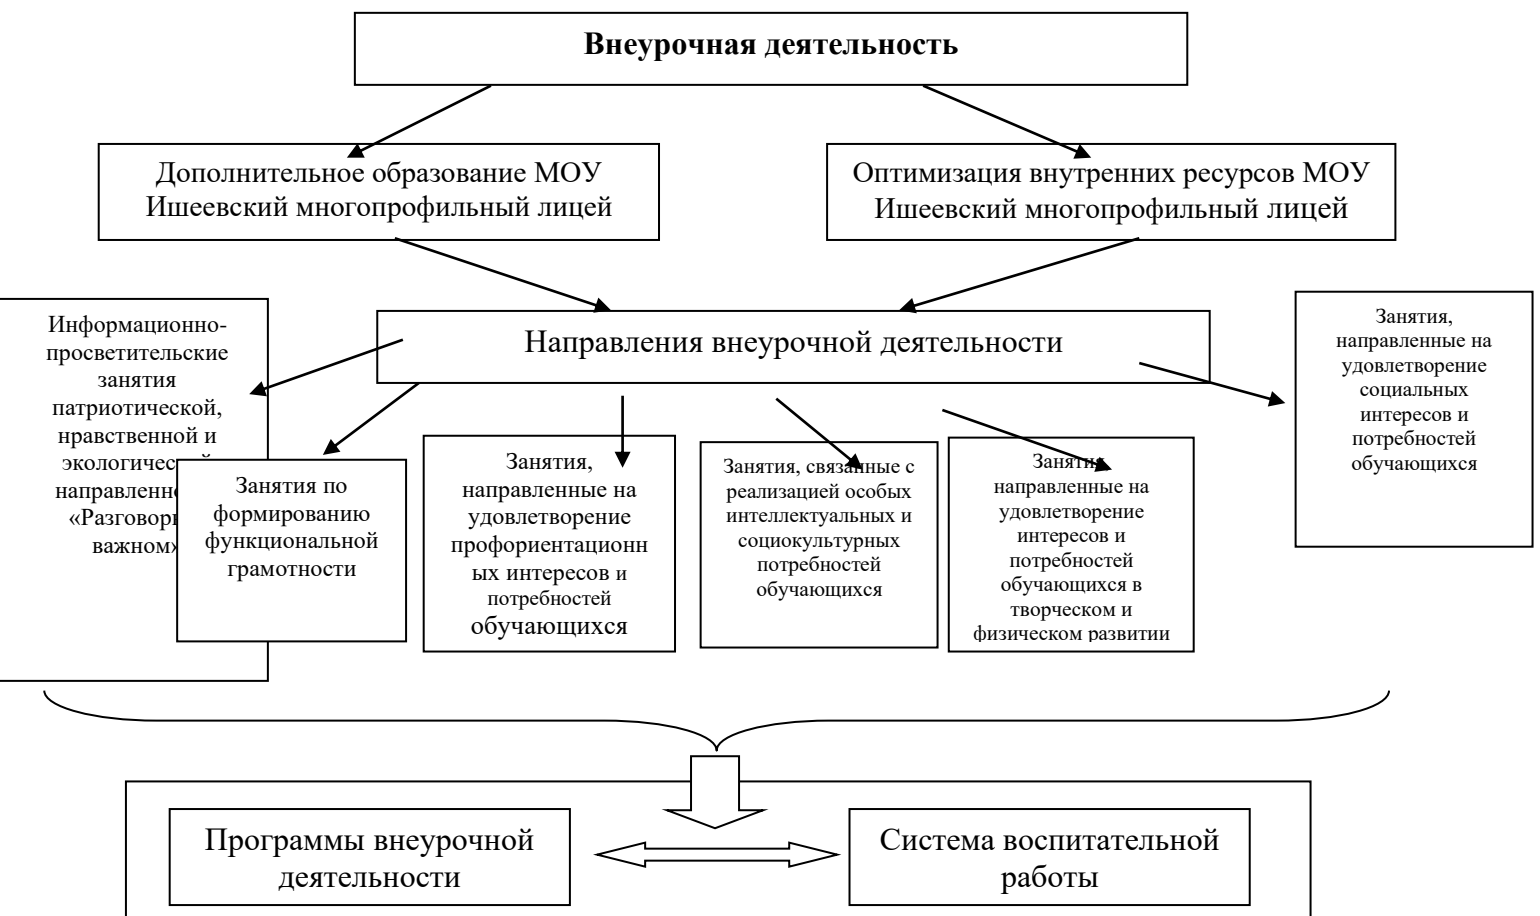 Внеурочная деятельность
Дополнительное образование МОУ
Ишеевский многопрофильный лицей
Оптимизация внутренних ресурсов МОУ
Ишеевский многопрофильный лицей
Направления внеурочной деятельности
Информационно-
просветительские
занятия
патриотической,
нравственной и
важном»
Занятия по
формированию
функциональной
грамотности
Занятия,
направленные на
удовлетворение
профориентационн
ых интересов и
потребностей
обучающихся
Занятия, связанные с
реализацией особых
интеллектуальных и
социокультурных
потребностей
обучающихся
Занятия,
направленные на
удовлетворение
интересов и
потребностей
обучающихся в
творческом и
физическом развитии
Занятия,
направленные на
удовлетворение
социальных
интересов и
потребностей
обучающихся
Программы внеурочной
деятельности
Система воспитательной
работы